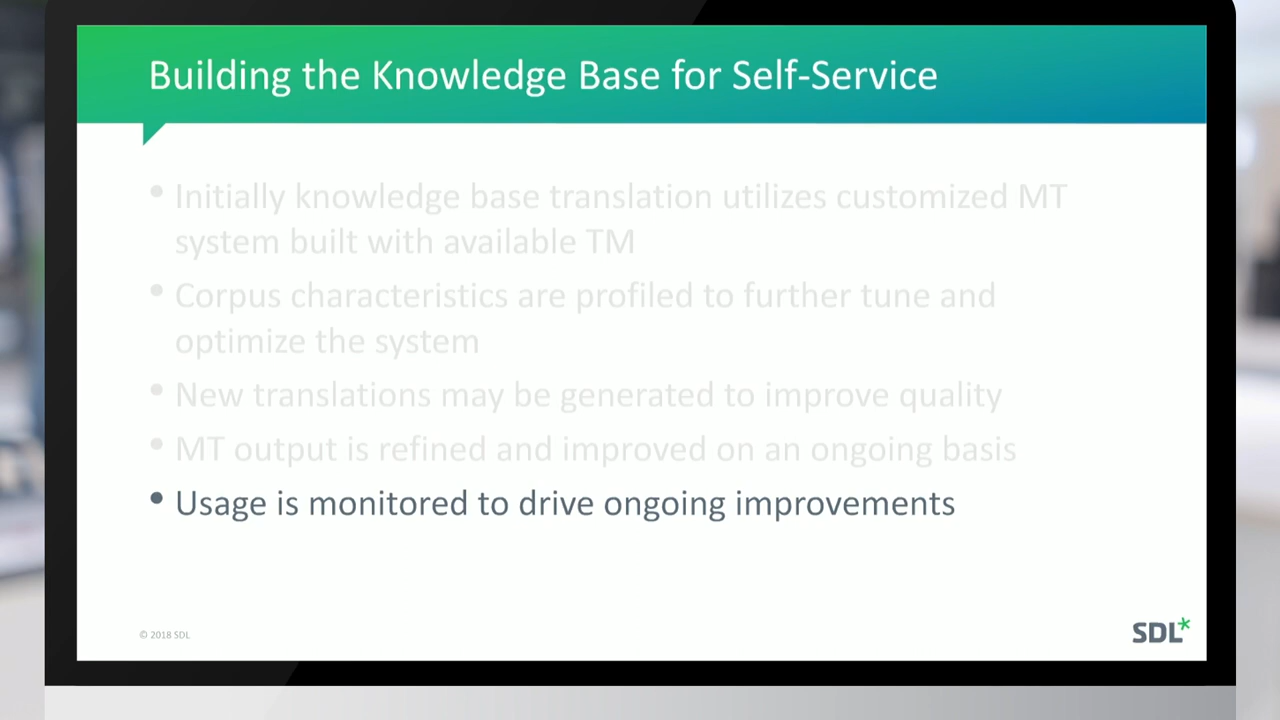 Building the Knowledge Base for Self-Service
• Initially knowledge base translation utilizes customized MT
system built with available TM
• Corpus characteristics are profiled to further tune and
optimize the system
• New translations may be generated to improve quality
• MT output is refined and improved on an ongoing basis
• Usage is monitored to drive ongoing improvements
© 2018 SDL
SDL*